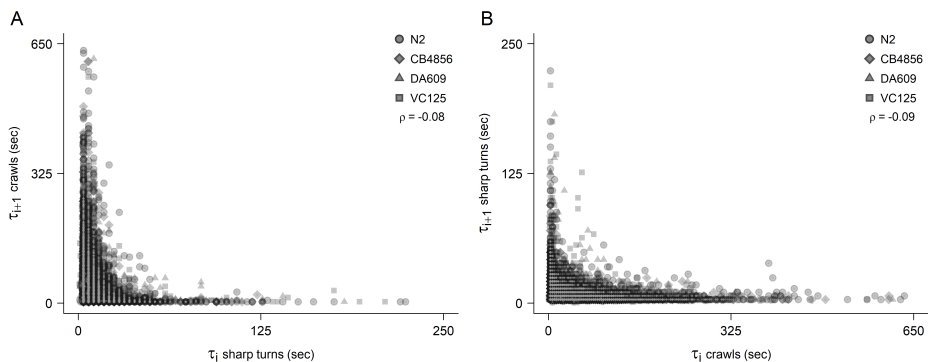 A
650
325
0
0
125
250
τi+1 crawls (sec)
τi sharp turns (sec)
N2
CB4856
DA609
VC125
ρ = -0.08
B
250
125
0
0
325
650
τi+1 sharp turns (sec)
τi crawls (sec)
N2
CB4856
DA609
VC125
ρ = -0.09